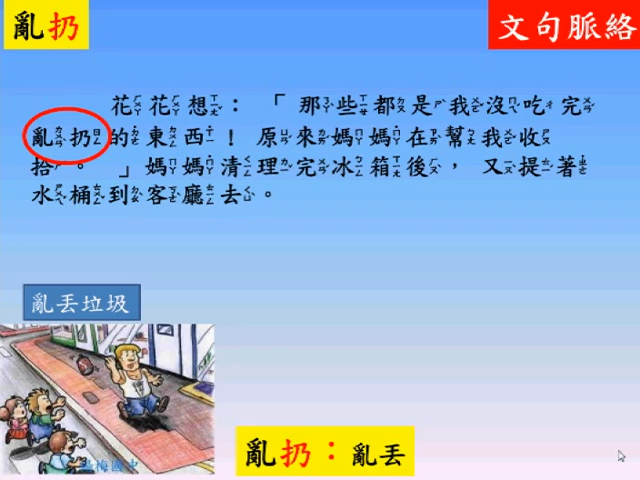 亂扔
文句脈絡
花花想：「那些都是我沒吃完
亂扔的東西！原來媽媽在幫我收
拾。」媽媽清理完冰箱後，又提著
水桶到客廳去。
亂丟垃圾
亂扔：亂丟